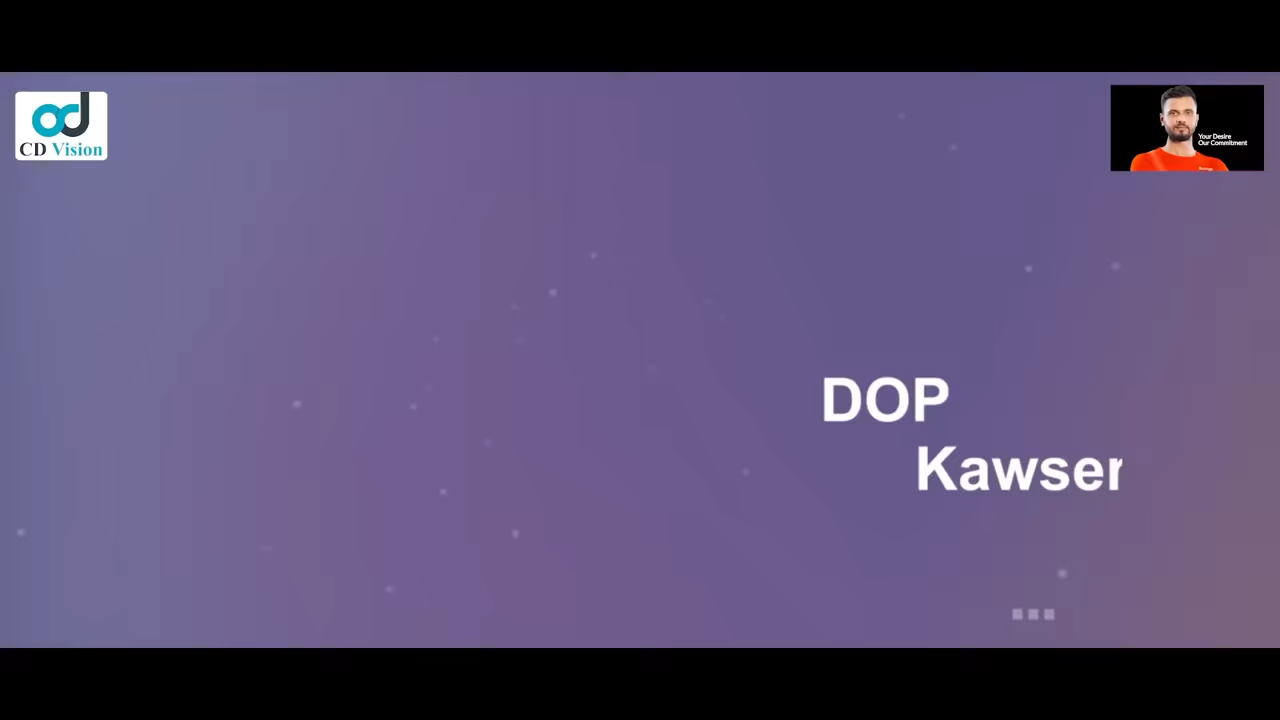 CD Vision
Your Desire
Our Commitment
DOP
Kawser